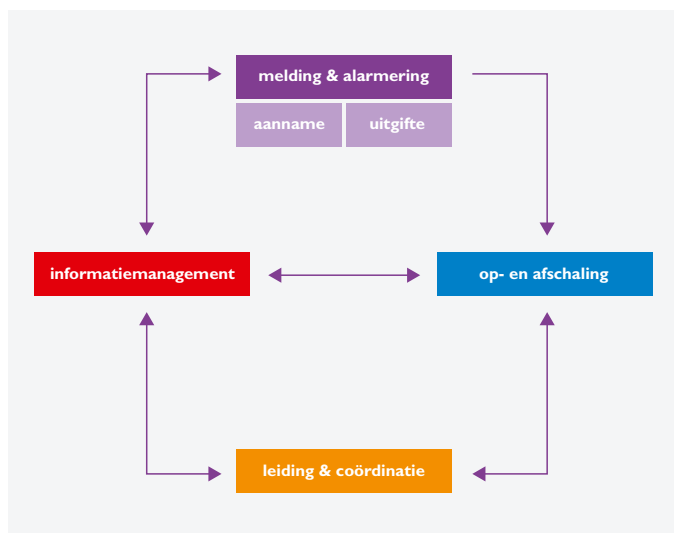 melding & alarmering
aanname
uitgifte
informatiemanagement
op- en afschaling
leiding & coördinatie